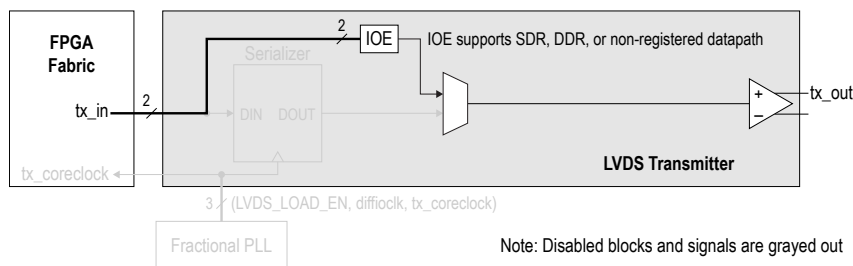 2
IOE
IOE supports SDR, DDR, or non-registered datapath
FPGA
Fabric
Serializer
tx_in
2
DIN DOUT
+
–
tx_out
LVDS Transmitter
tx_coreclock
3 (LVDS_LOAD_EN, diffioclk, tx_coreclock)
Fractional PLL
Note: Disabled blocks and signals are grayed out